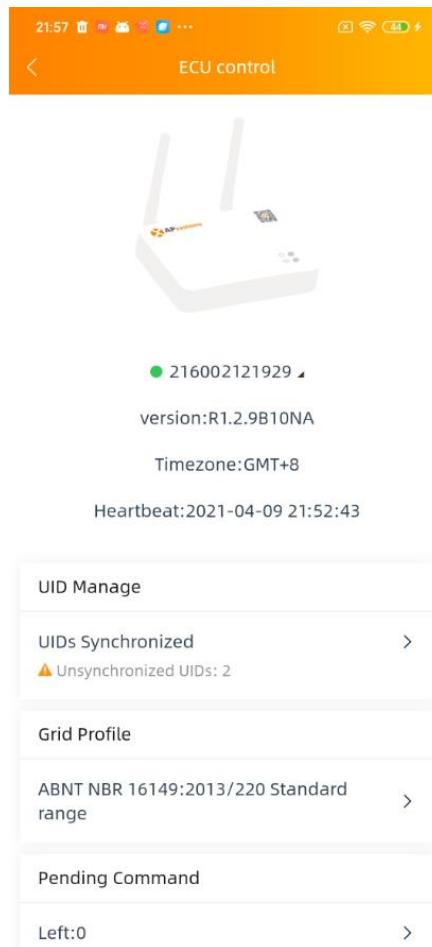 21:57
44
ECU control
APsystems
216002121929
version:R1.2.9B10NA
Timezone:GMT+8
Heartbeat:2021-04-09 21:52:43
UID Manage
UIDs Synchronized
Unsynchronized UIDs: 2
Grid Profile
ABNT NBR 16149:2013/220 Standard
range
Pending Command
Left:0